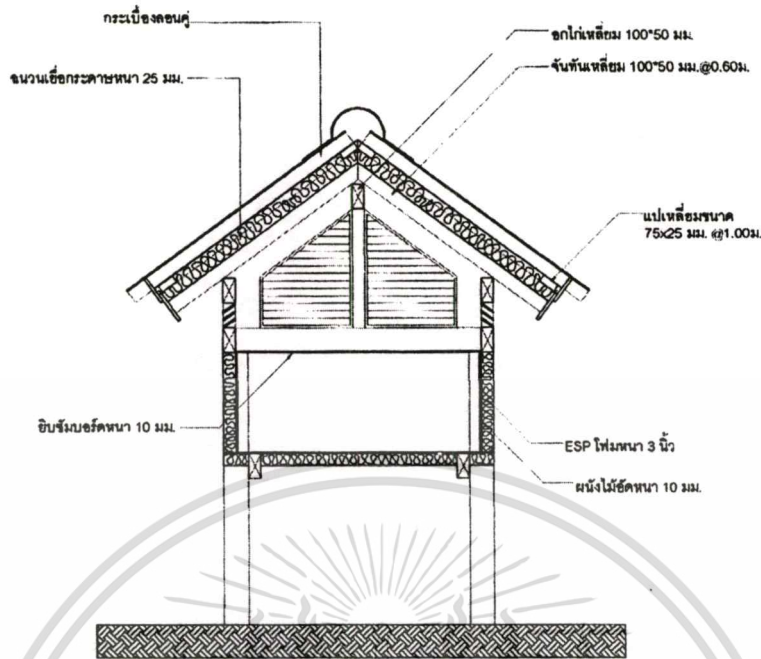 กระเบื้องลอนคู่
อกไก่เหลี่ยม 100*50 มม.
จันทันเหลี่ยม 100*50 มม.@0.60ม.
ฉนวนเยื่อกระดาษหนา 25 มม.
แปเหลี่ยมขนาด
75x25 มม. @1.00ม.
ยิบซัมบอร์ดหนา 10 มม.
ESP โฟมหนา 3 นิ้ว
ผนังไม้อัดหนา 10 มม.